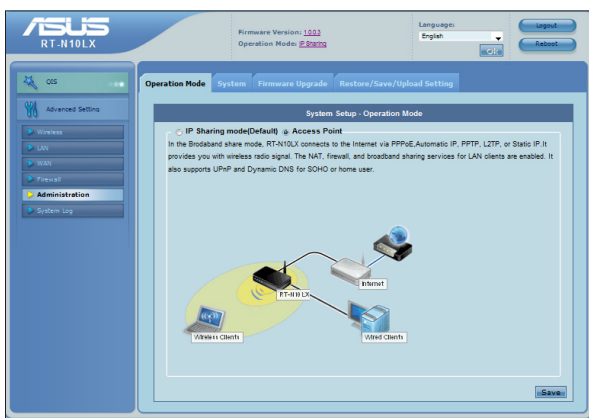 ASUS
RT-N10LX
Firmware Version: 1.0.0.3
Operation Mode: IP Sharing
Language:
English
OK
Logout
Reboot
QIS
Advanced Setting
Wireless
LAN
WAN
Firewall
Administration
System Log
Operation Mode System Firmware Upgrade Restore/Save/Upload Setting
System Setup - Operation Mode
IP Sharing mode(Default) Access Point
In the Brodaband share mode, RT-N10LX connects to the Internet via PPPoE,Automatic IP, PPTP, L2TP, or Static IP.It
provides you with wireless radio signal. The NAT, firewall, and broadband sharing services for LAN clients are enabled. It
also supports UPnP and Dynamic DNS for SOHO or home user.
Internet
RT-N10 LX
Wireless Clients
Wired Clients
Save